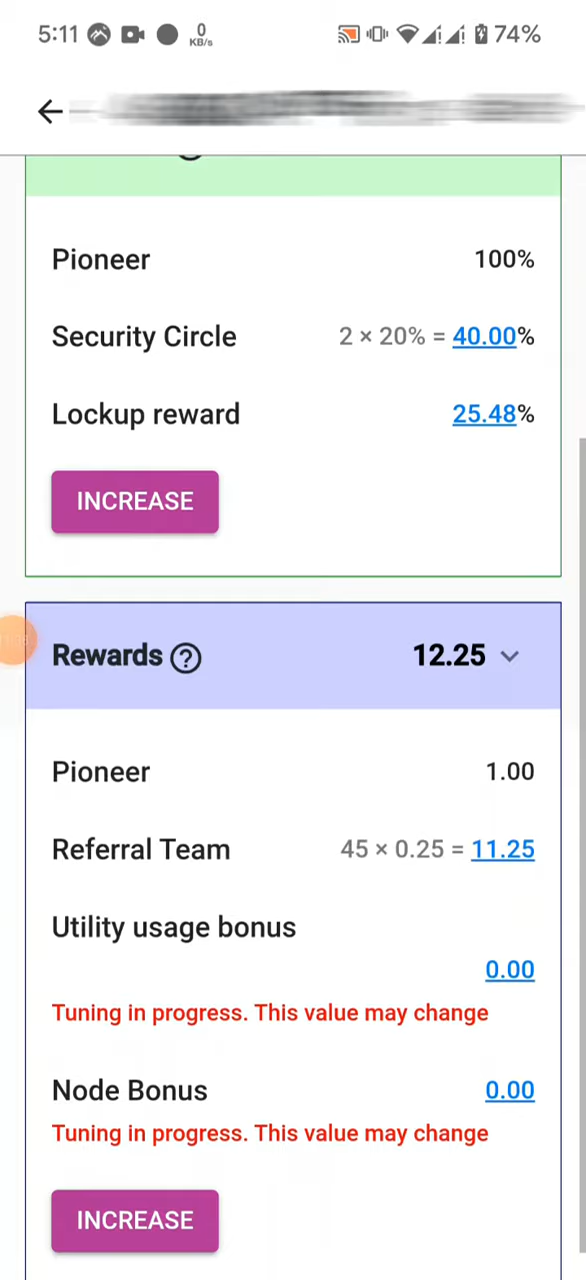 5:11 0 KB/s 74%
Pioneer 100%
Security Circle 2 × 20% = 40.00%
Lockup reward 25.48%
INCREASE
Rewards ? 12.25
Pioneer 1.00
Referral Team 45 × 0.25 = 11.25
Utility usage bonus
0.00
Tuning in progress. This value may change
Node Bonus 0.00
Tuning in progress. This value may change
INCREASE